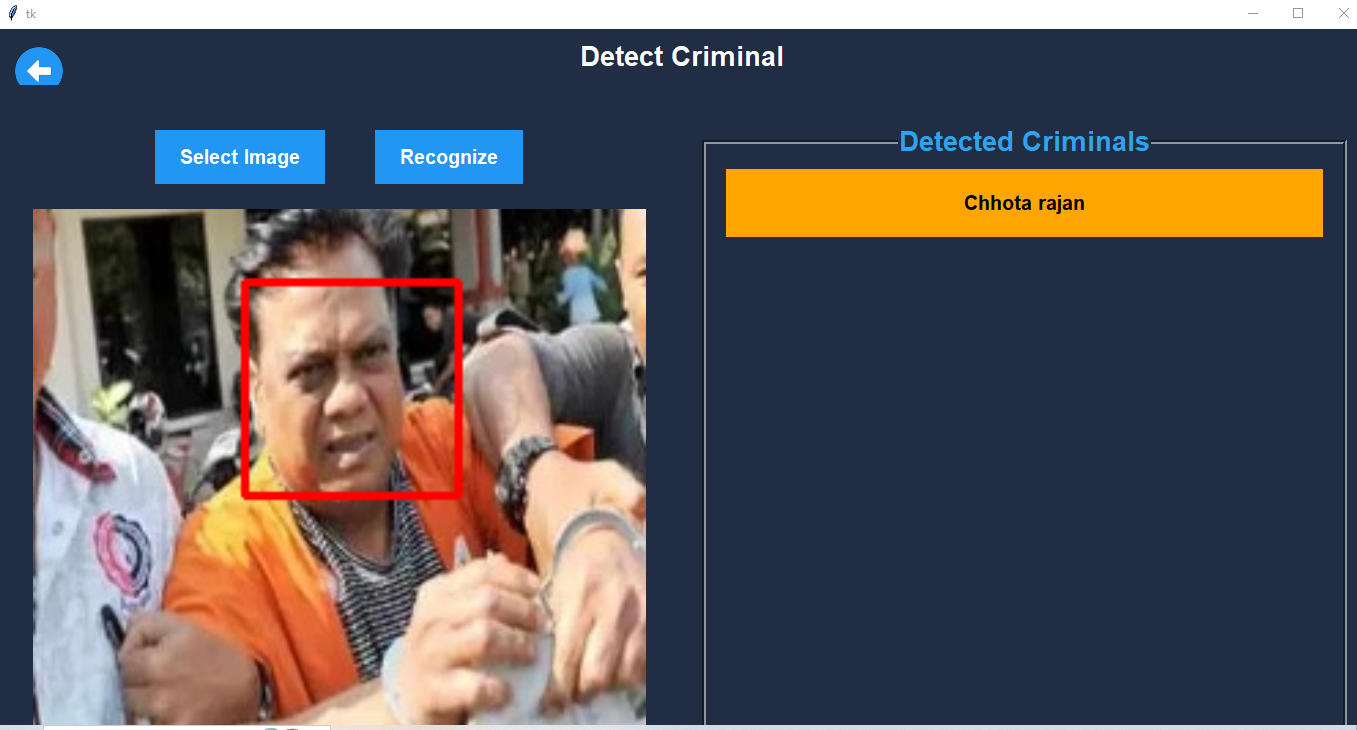 tk
Detect Criminal
Select Image
Recognize
Detected Criminals
Chhota rajan